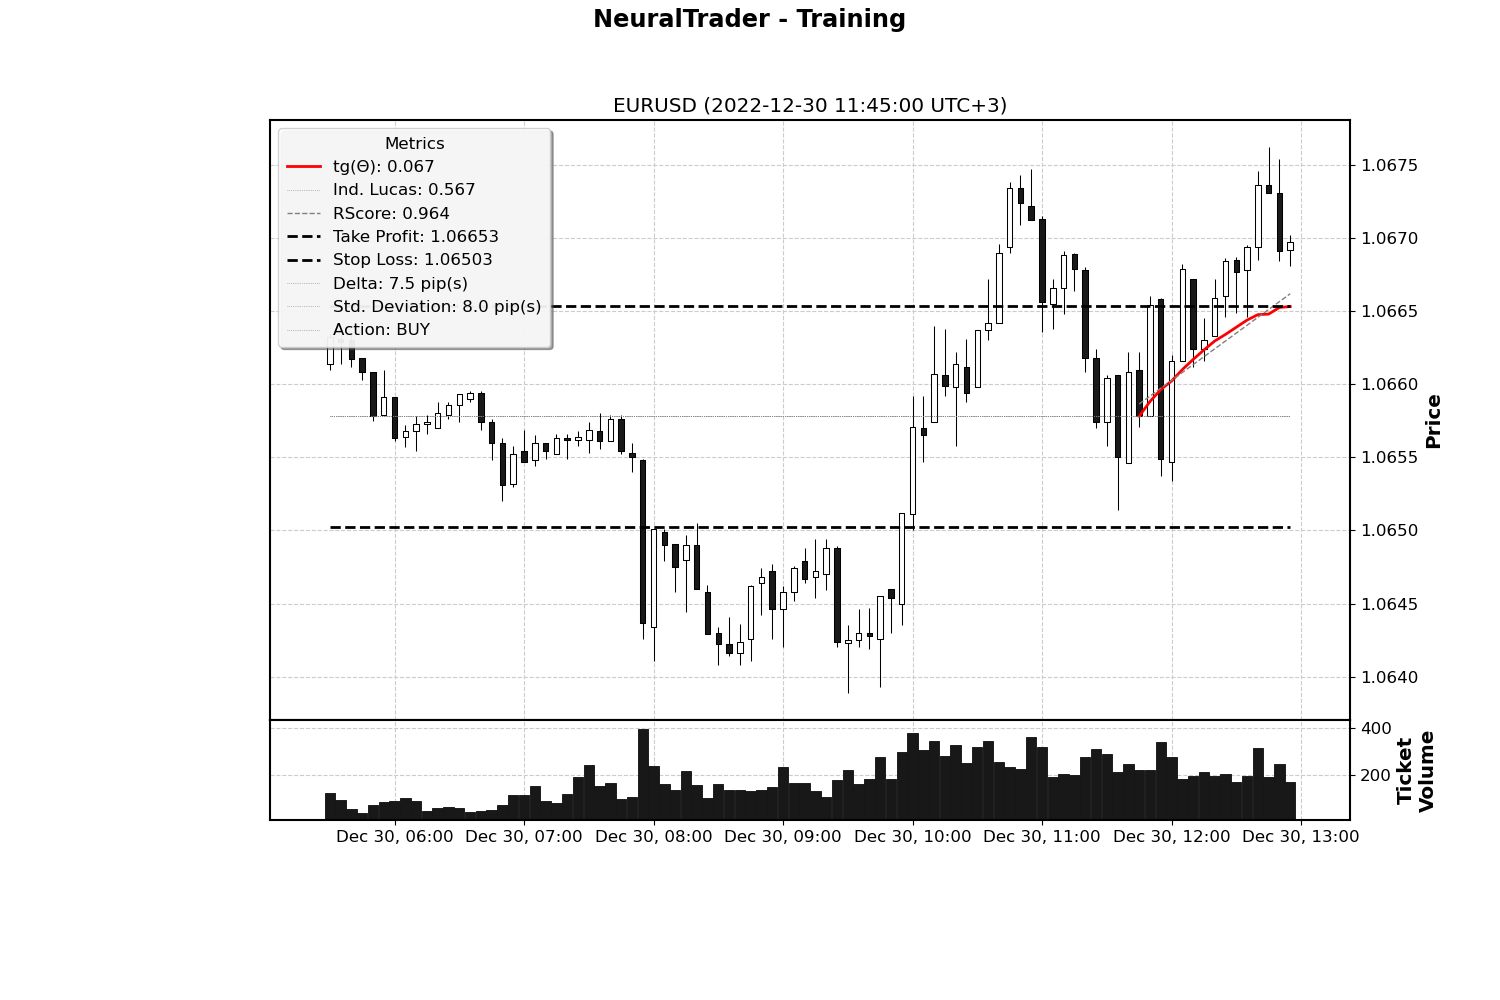 NeuralTrader - Training
EURUSD (2022-12-30 11:45:00 UTC+3)
Metrics
tg(Θ): 0.067
Ind. Lucas: 0.567
RScore: 0.964
Take Profit: 1.06653
Stop Loss: 1.06503
Delta: 7.5 pip(s)
Std. Deviation: 8.0 pip(s)
Action: BUY
1.0675
1.0670
1.0665
1.0660
1.0655
1.0650
1.0645
1.0640
Price
400
200
Ticket
Volume
Dec 30, 06:00
Dec 30, 07:00
Dec 30, 08:00
Dec 30, 09:00
Dec 30, 10:00
Dec 30, 11:00
Dec 30, 12:00
Dec 30, 13:00